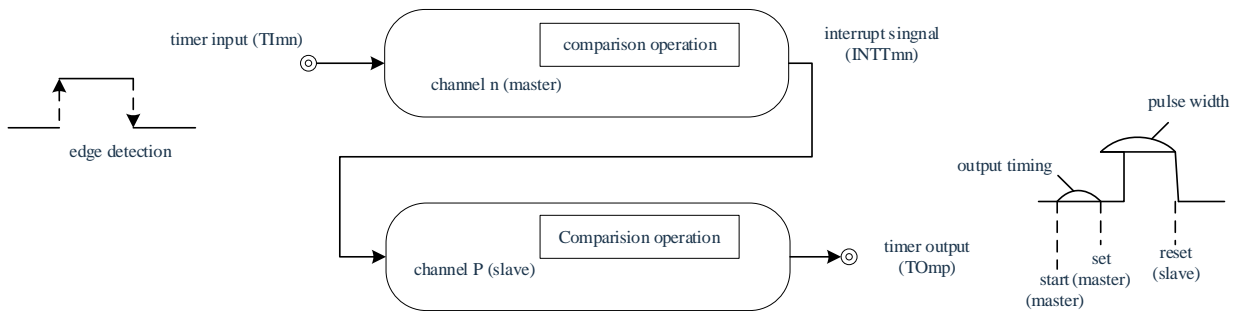 timer input (TImn)
comparison operation
channel n (master)
interrupt singnal
(INTTmn)
edge detection
pulse width
output timing
Comparision operation
channel P (slave)
timer output
(TOmp)
set
(master)
start
(master)
reset
(slave)